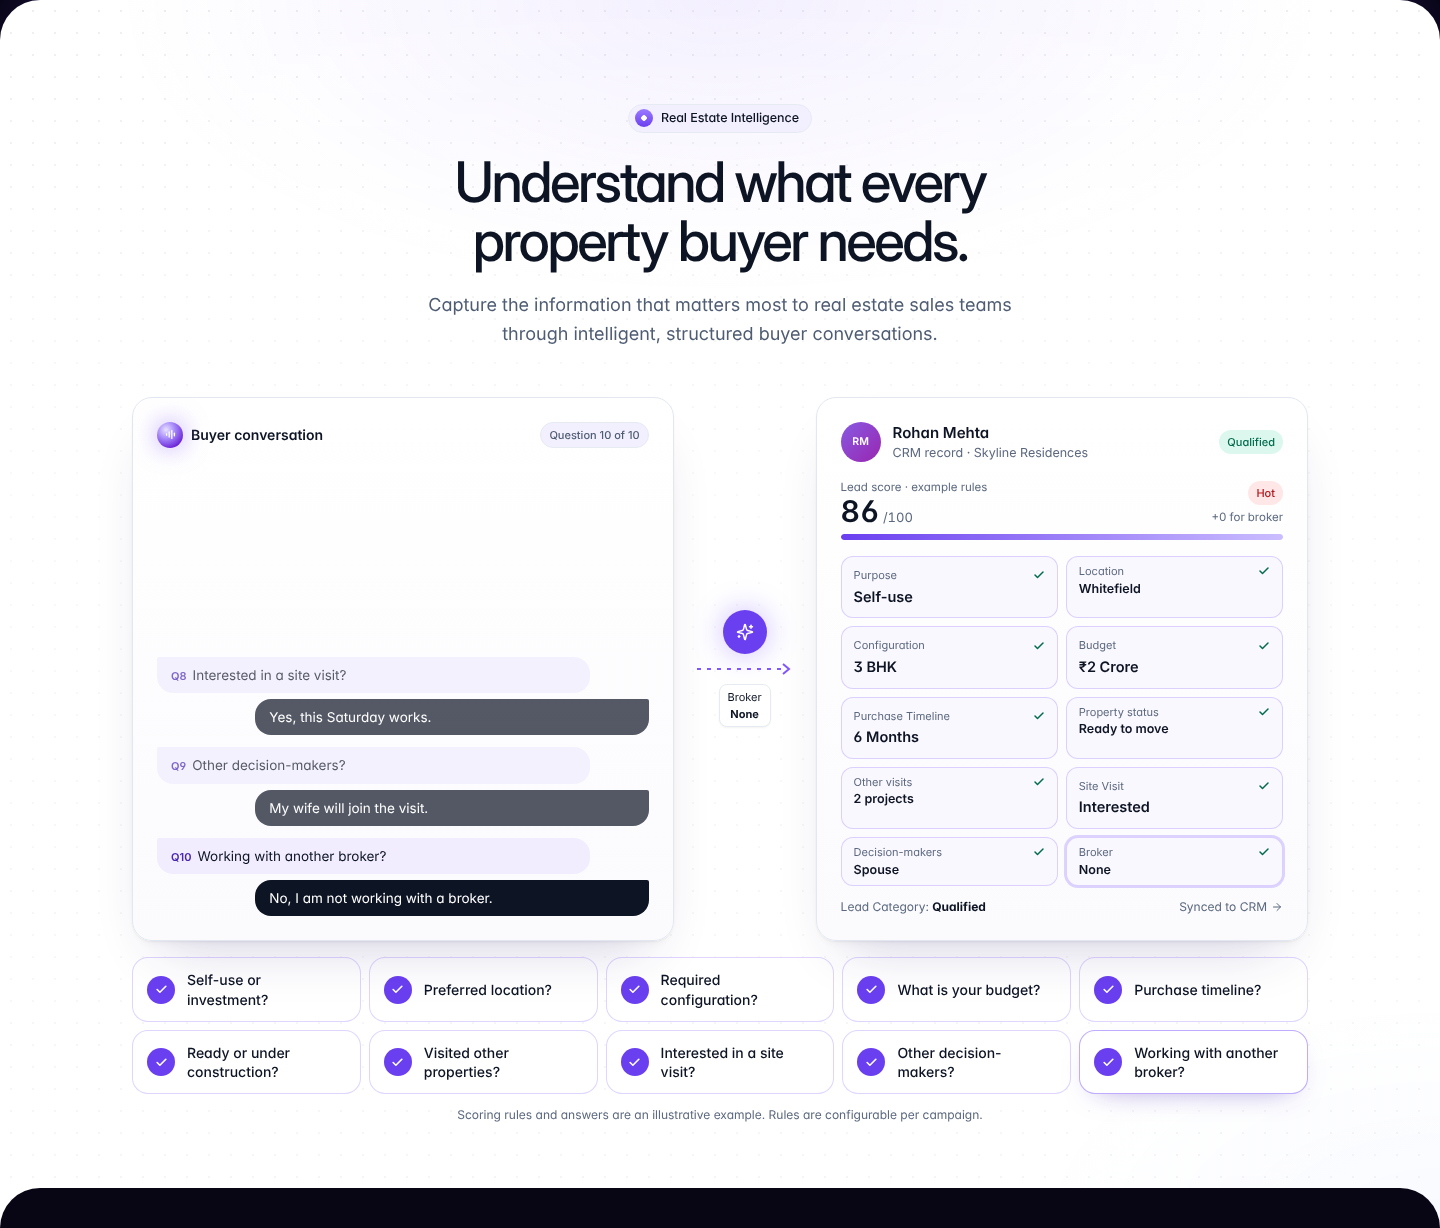 Real Estate Intelligence
Understand what every
property buyer needs.
Capture the information that matters most to real estate sales teams
through intelligent, structured buyer conversations.
Buyer conversation
Question 10 of 10
Q8 Interested in a site visit?
Yes, this Saturday works.
Q9 Other decision-makers?
My wife will join the visit.
Q10 Working with another broker?
No, I am not working with a broker.
Broker
None
RM
Rohan Mehta
CRM record · Skyline Residences
Qualified
Lead score · example rules
86 /100
Hot
+0 for broker
Purpose
Self-use
Location
Whitefield
Configuration
3 BHK
Budget
₹2 Crore
Purchase Timeline
6 Months
Property status
Ready to move
Other visits
2 projects
Site Visit
Interested
Decision-makers
Spouse
Broker
None
Lead Category: Qualified
Synced to CRM →
Self-use or
investment?
Preferred location?
Required
configuration?
What is your budget?
Purchase timeline?
Ready or under
construction?
Visited other
properties?
Interested in a site
visit?
Other decision-
makers?
Working with another
broker?
Scoring rules and answers are an illustrative example. Rules are configurable per campaign.